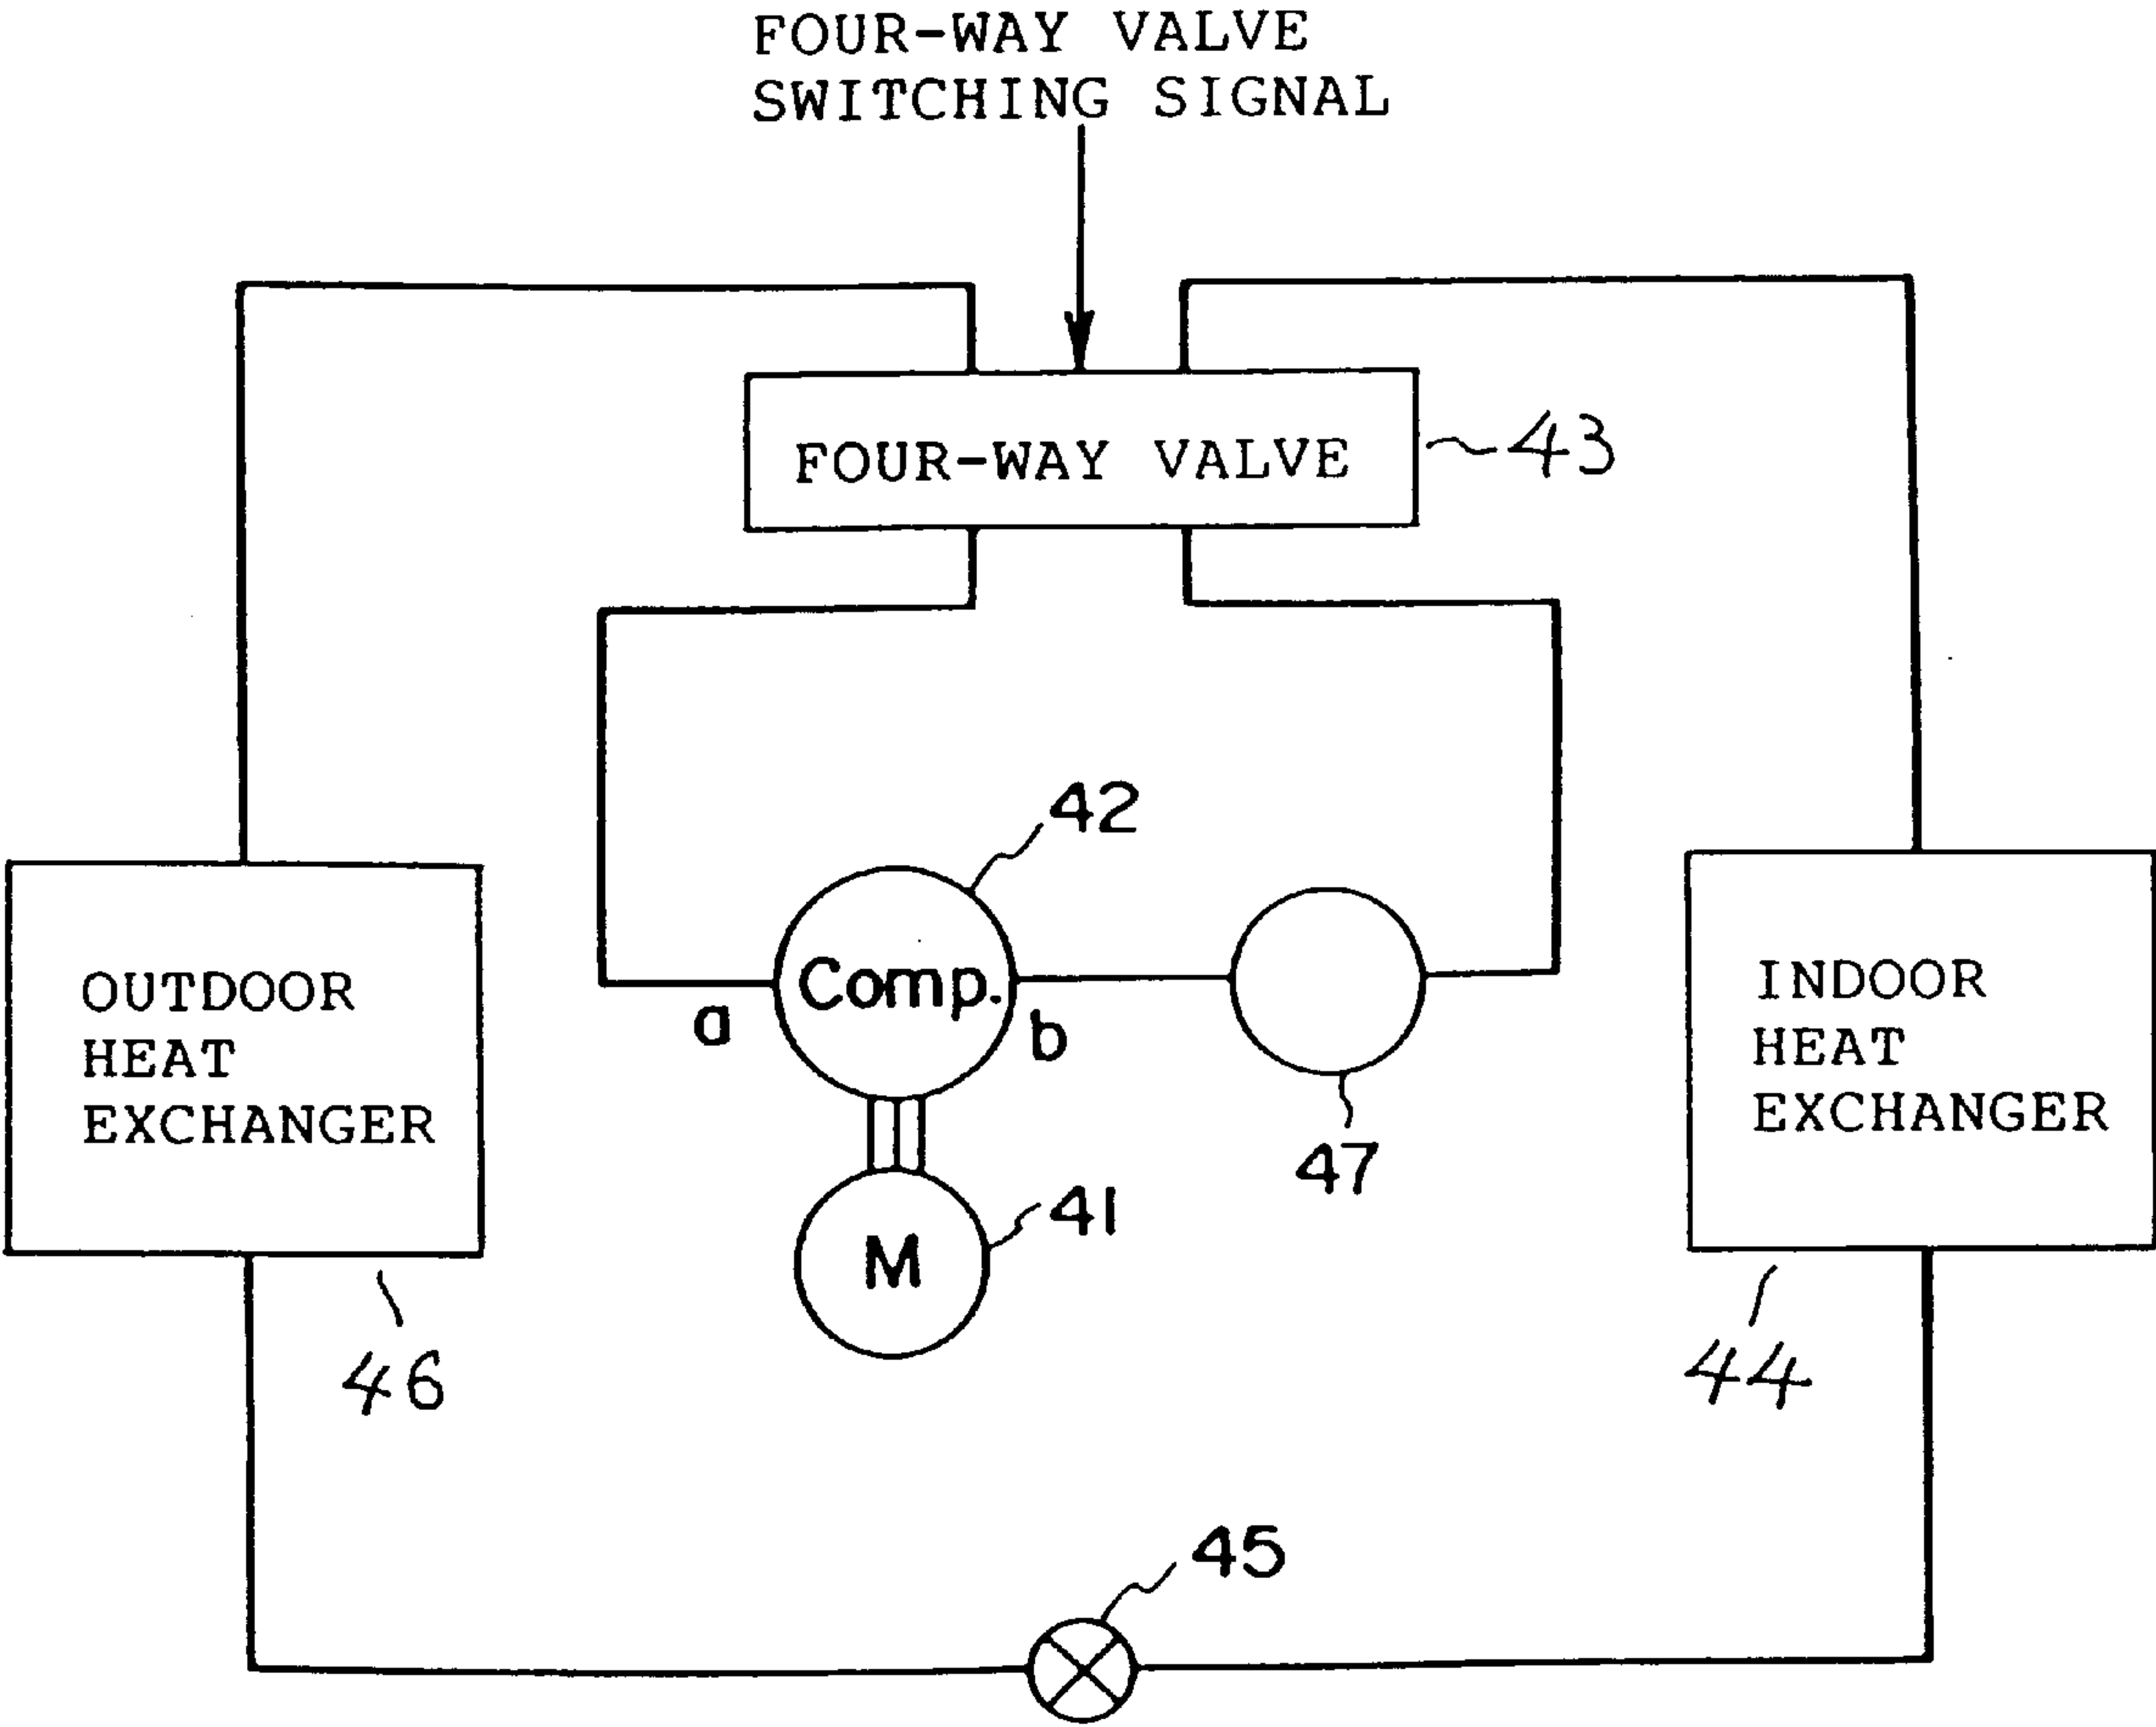 FOUR-WAY VALVE
SWITCHING SIGNAL
FOUR-WAY VALVE
43
42
Comp.
a
b
OUTDOOR
HEAT
EXCHANGER
INDOOR
HEAT
EXCHANGER
47
41
M
46
44
45